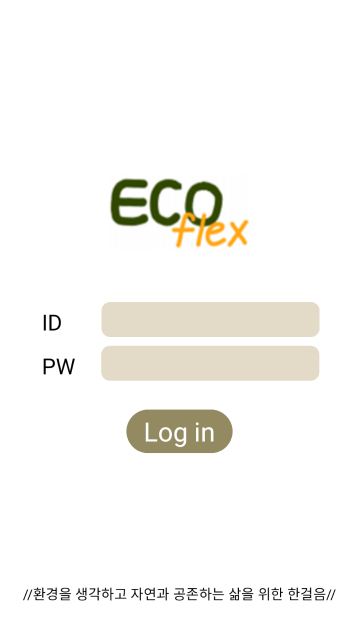 ECO
flex
ID
PW
Log in
//환경을 생각하고 자연과 공존하는 삶을 위한 한걸음//